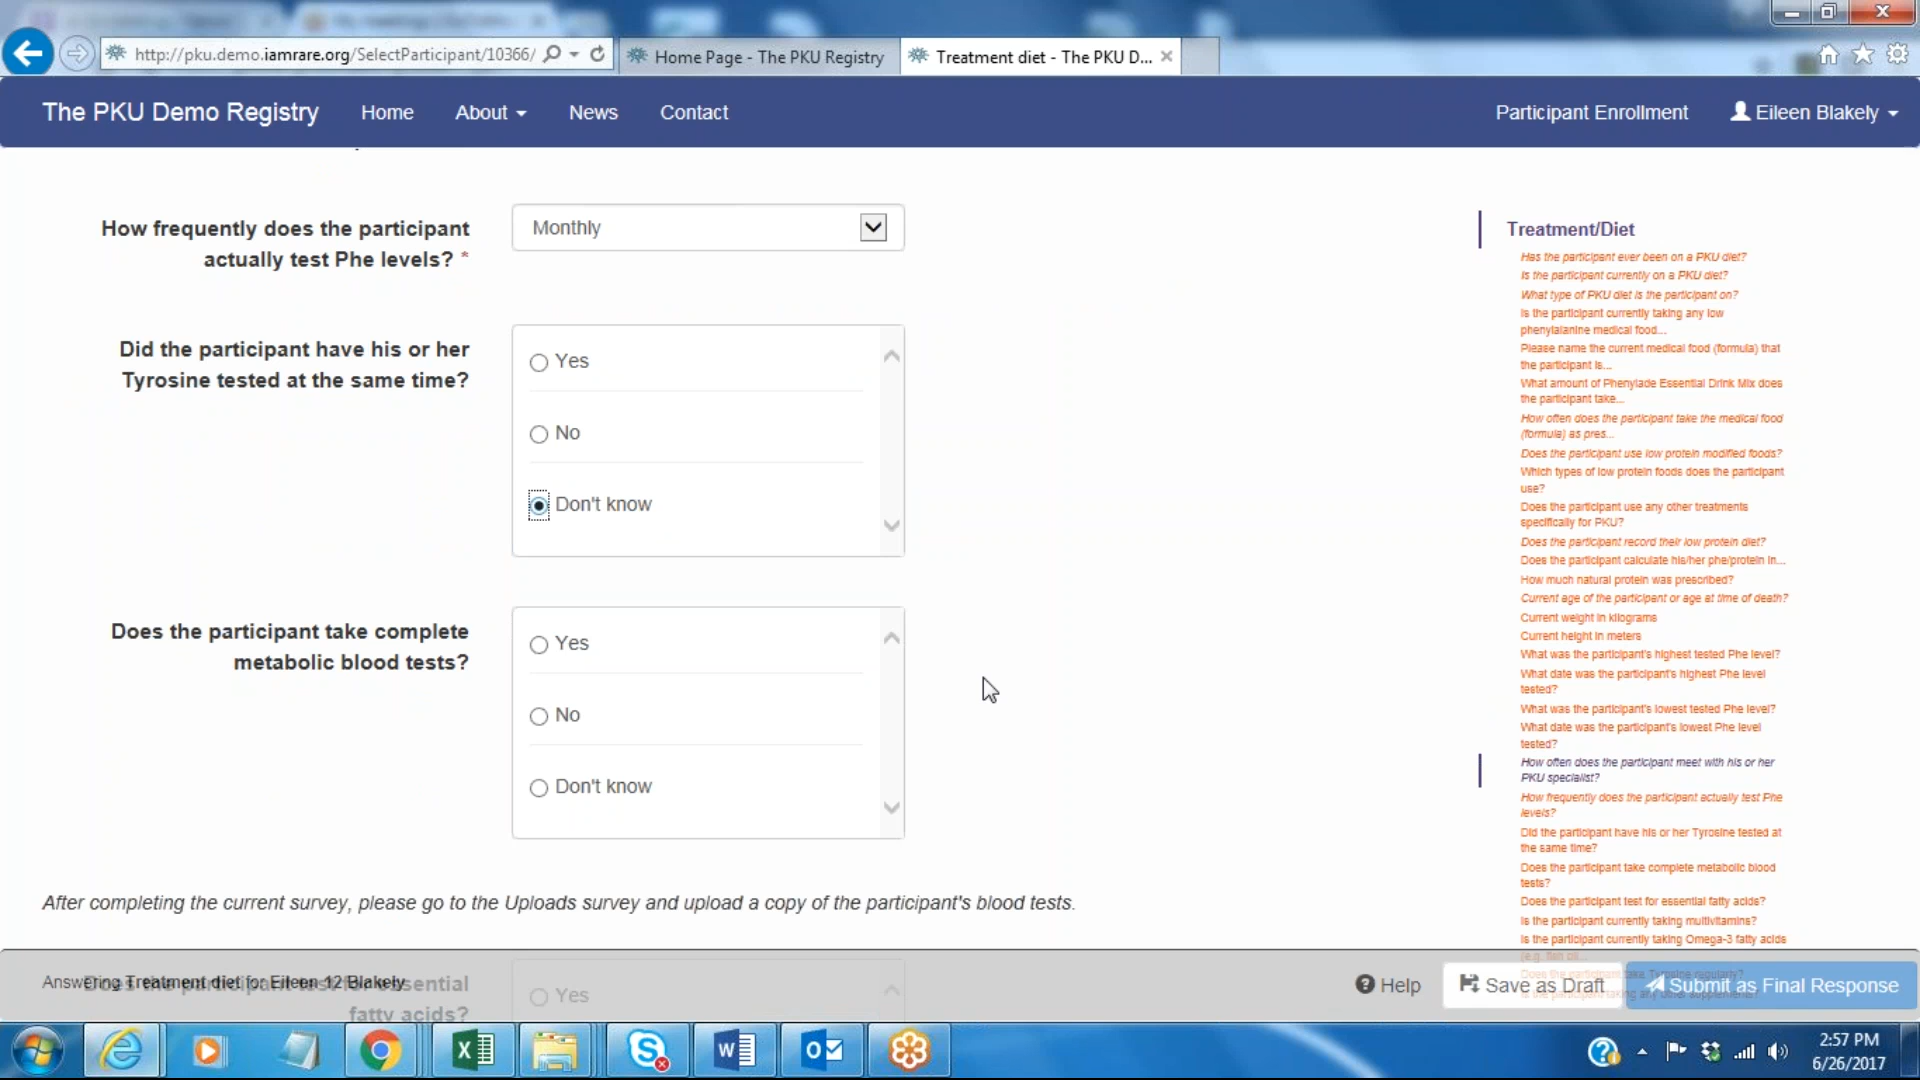 http://pku.demo.iamrare.org/SelectParticipant/10366/
Home Page - The PKU Registry
Treatment diet - The PKU D...
The PKU Demo Registry
Home
About
News
Contact
Participant Enrollment
Eileen Blakely
How frequently does the participant
actually test Phe levels? *
Monthly
Did the participant have his or her
Tyrosine tested at the same time?
Yes
No
Don't know
Does the participant take complete
metabolic blood tests?
Yes
No
Don't know
After completing the current survey, please go to the Uploads survey and upload a copy of the participant's blood tests.
Does the participant test for essential
fatty acids?
Yes
Treatment/Diet
Has the participant ever been on a PKU diet?
Is the participant currently on a PKU diet?
What type of PKU diet is the participant on?
Is the participant currently taking any low
phenylalanine medical food...
Please name the current medical food (formula) that
the participant is...
What amount of Phenylade Essential Drink Mix does
the participant take...
How often does the participant take the medical food
(formula) as pres...
Does the participant use low protein modified foods?
Which types of low protein foods does the participant
use?
Does the participant use any other treatments
specifically for PKU?
Does the participant record their low protein diet?
Does the participant calculate his/her phe/protein in...
How much natural protein was prescribed?
Current age of the participant or age at time of death?
Current weight in kilograms
Current height in meters
What was the participant's highest tested Phe level?
What date was the participant's highest Phe level
tested?
What was the participant's lowest tested Phe level?
What date was the participant's lowest Phe level
tested?
How often does the participant meet with his or her
PKU specialist?
How frequently does the participant actually test Phe
levels?
Did the participant have his or her Tyrosine tested at
the same time?
Does the participant take complete metabolic blood
tests?
Does the participant test for essential fatty acids?
Is the participant currently taking multivitamins?
Is the participant currently taking Omega-3 fatty acids
(e.g. fish oil...
Does the participant take Tyrosine regularly?
Answering Treatment diet for Eileen 12 Blakely
Help
Save as Draft
Submit as Final Response
2:57 PM
6/26/2017